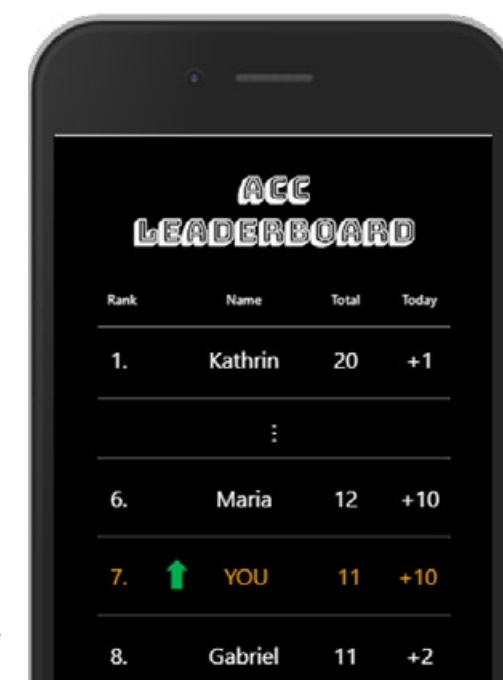 ACC
LEADERBOARD
Rank Name Total Today
1. Kathrin 20 +1
⋮
6. Maria 12 +10
7. YOU 11 +10
8. Gabriel 11 +2